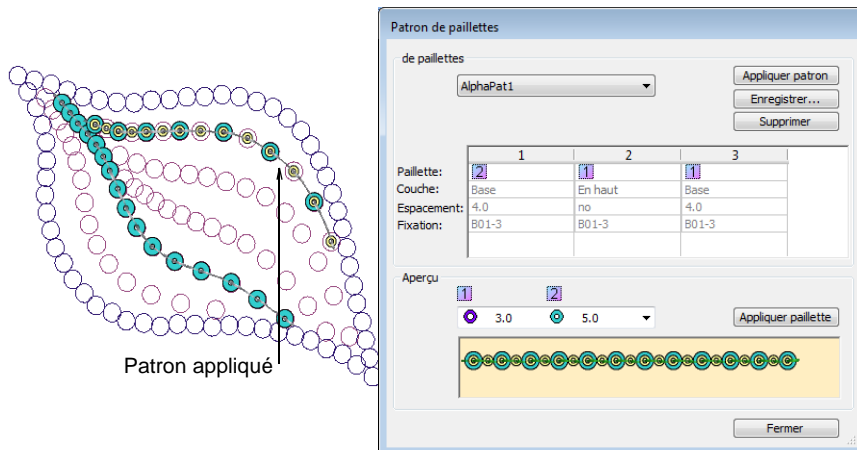 Patron appliqué
Patron de paillettes
de paillettes
AlphaPat1
Appliquer patron
Enregistrer...
Supprimer
1 2 3
Paillette: 2 1 1
Couche: Base En haut Base
Espacement: 4.0 no 4.0
Fixation: B01-3 B01-3 B01-3
Aperçu
1 2
3.0 5.0
Appliquer paillette
Fermer